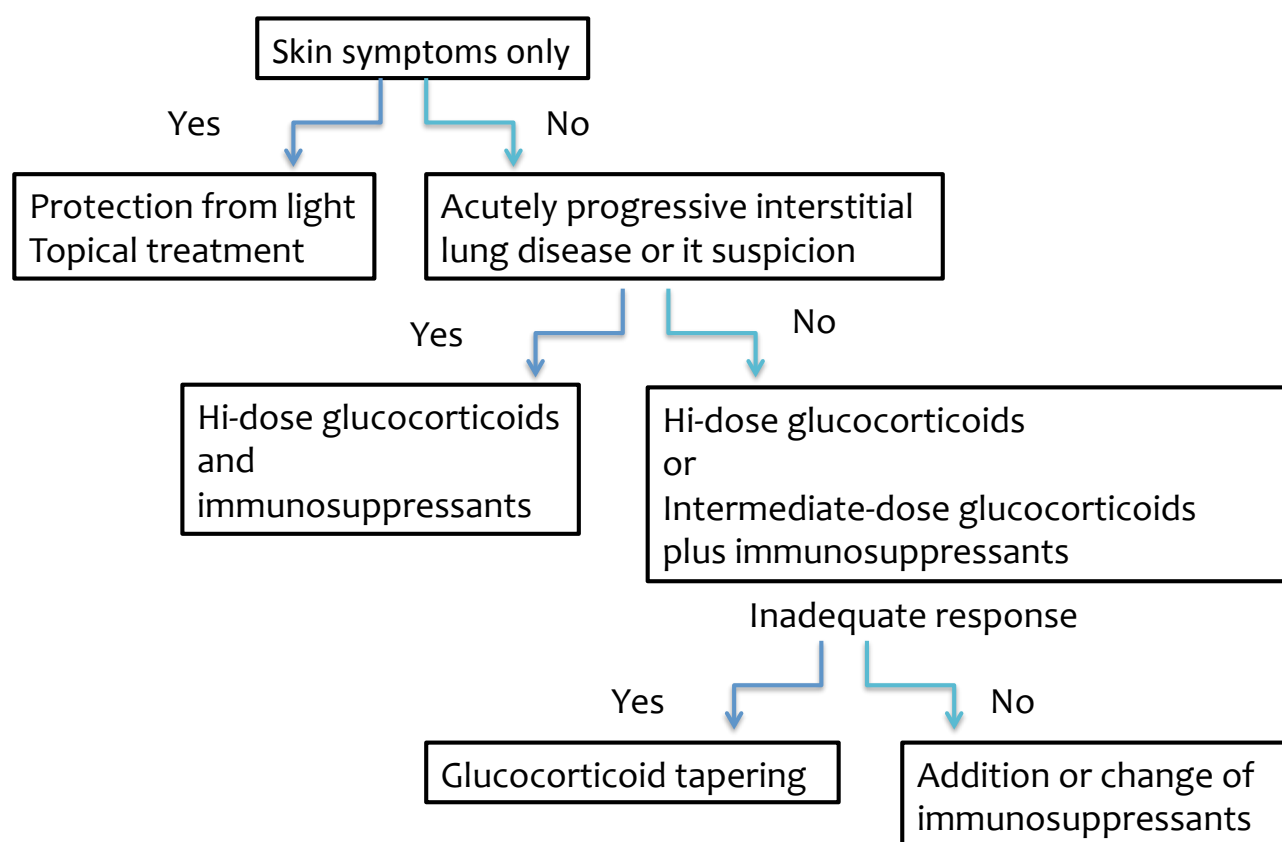 Skin symptoms only
Yes
No
Protection from light
Topical treatment
Acutely progressive interstitial
lung disease or it suspicion
Yes
No
Hi-dose glucocorticoids
and
immunosuppressants
Hi-dose glucocorticoids
or
Intermediate-dose glucocorticoids
plus immunosuppressants
Inadequate response
Yes
No
Glucocorticoid tapering
Addition or change of
immunosuppressants